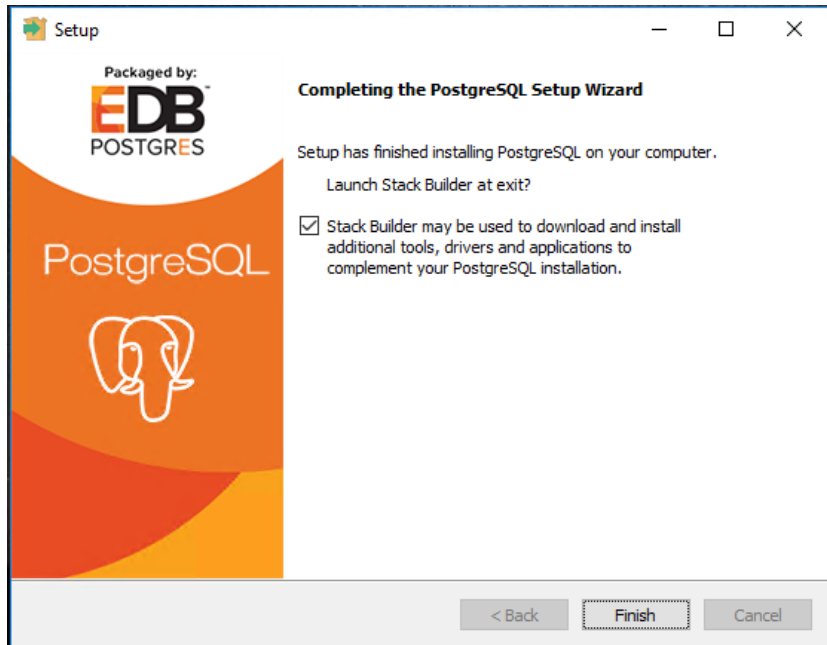 Setup
Packaged by:
EDB
POSTGRES
PostgreSQL
Completing the PostgreSQL Setup Wizard
Setup has finished installing PostgreSQL on your computer.
Launch Stack Builder at exit?
Stack Builder may be used to download and install
additional tools, drivers and applications to
complement your PostgreSQL installation.
< Back
Finish
Cancel